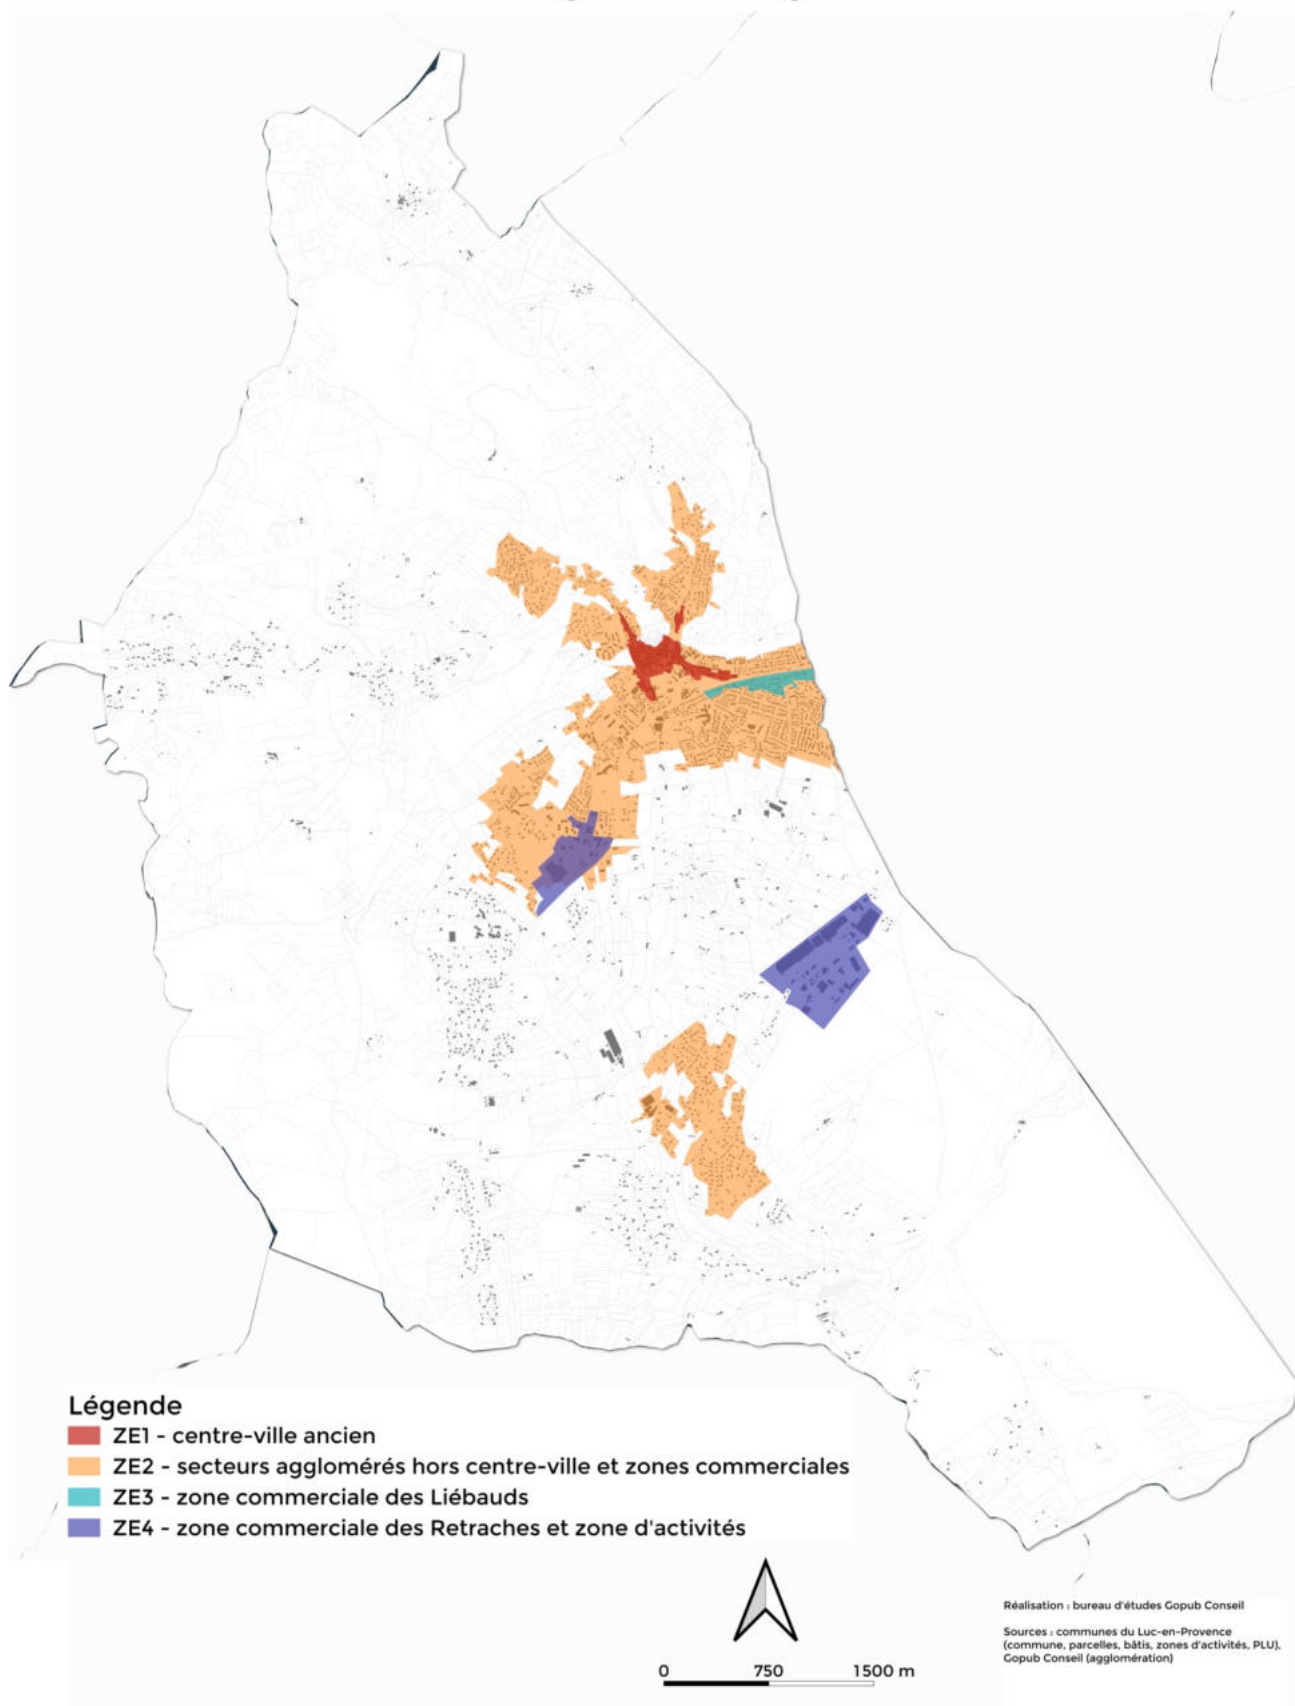 Légende
ZE1 - centre-ville ancien
ZE2 - secteurs agglomérés hors centre-ville et zones commerciales
ZE3 - zone commerciale des Liébauds
ZE4 - zone commerciale des Retraches et zone d'activités
0 750 1500 m
Réalisation : bureau d'études Gopub Conseil
Sources : communes du Luc-en-Provence
(commune, parcelles, bâtis, zones d'activités, PLU),
Gopub Conseil (agglomération)